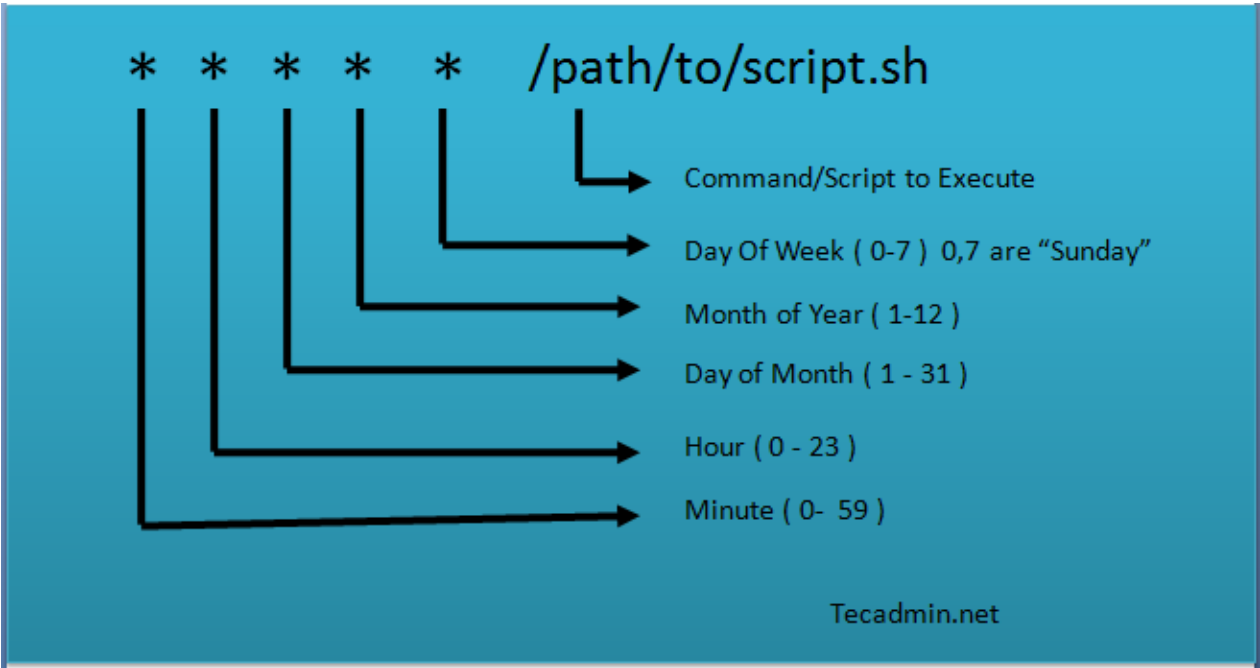 * * * * * /path/to/script.sh
Command/Script to Execute
Day Of Week ( 0-7 ) 0,7 are “Sunday”
Month of Year ( 1-12 )
Day of Month ( 1 - 31 )
Hour ( 0 - 23 )
Minute ( 0- 59 )
Tecadmin.net